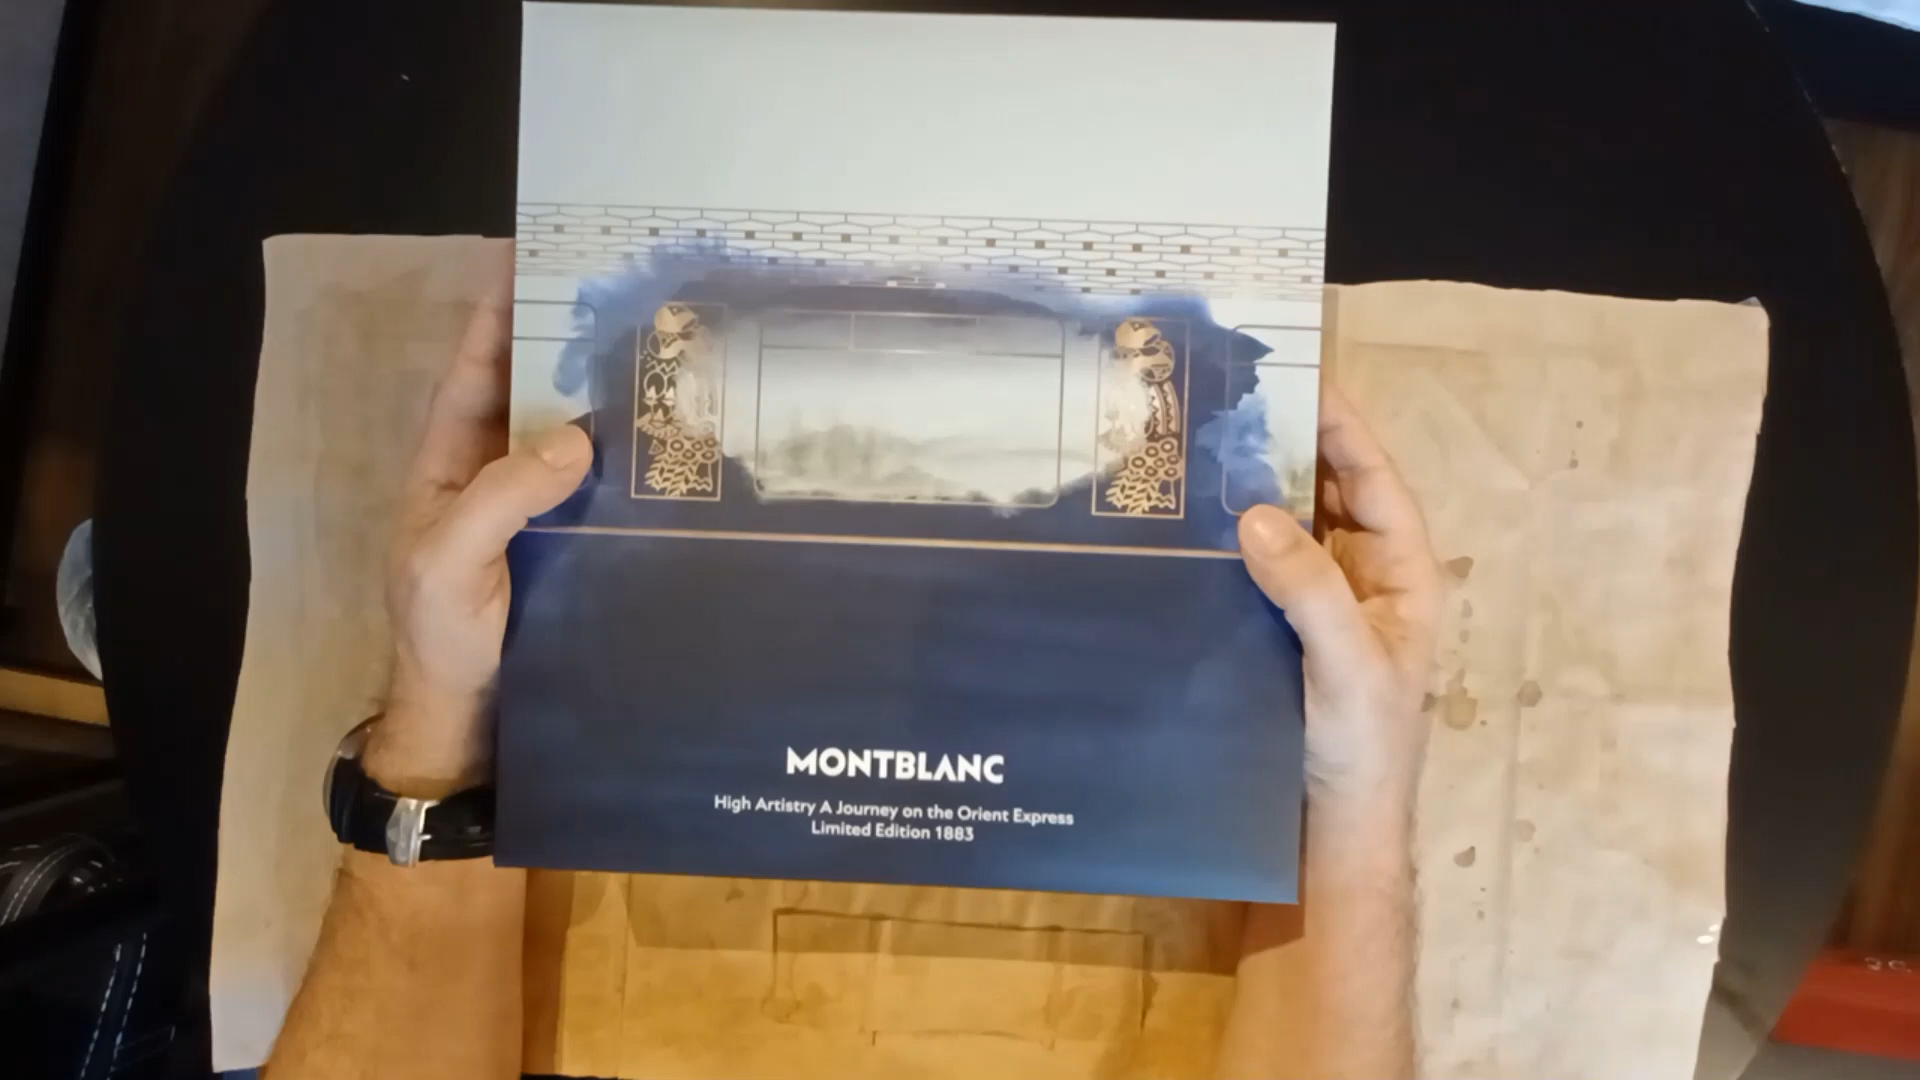 MONTBLANC
High Artistry A Journey on the Orient Express
Limited Edition 1883